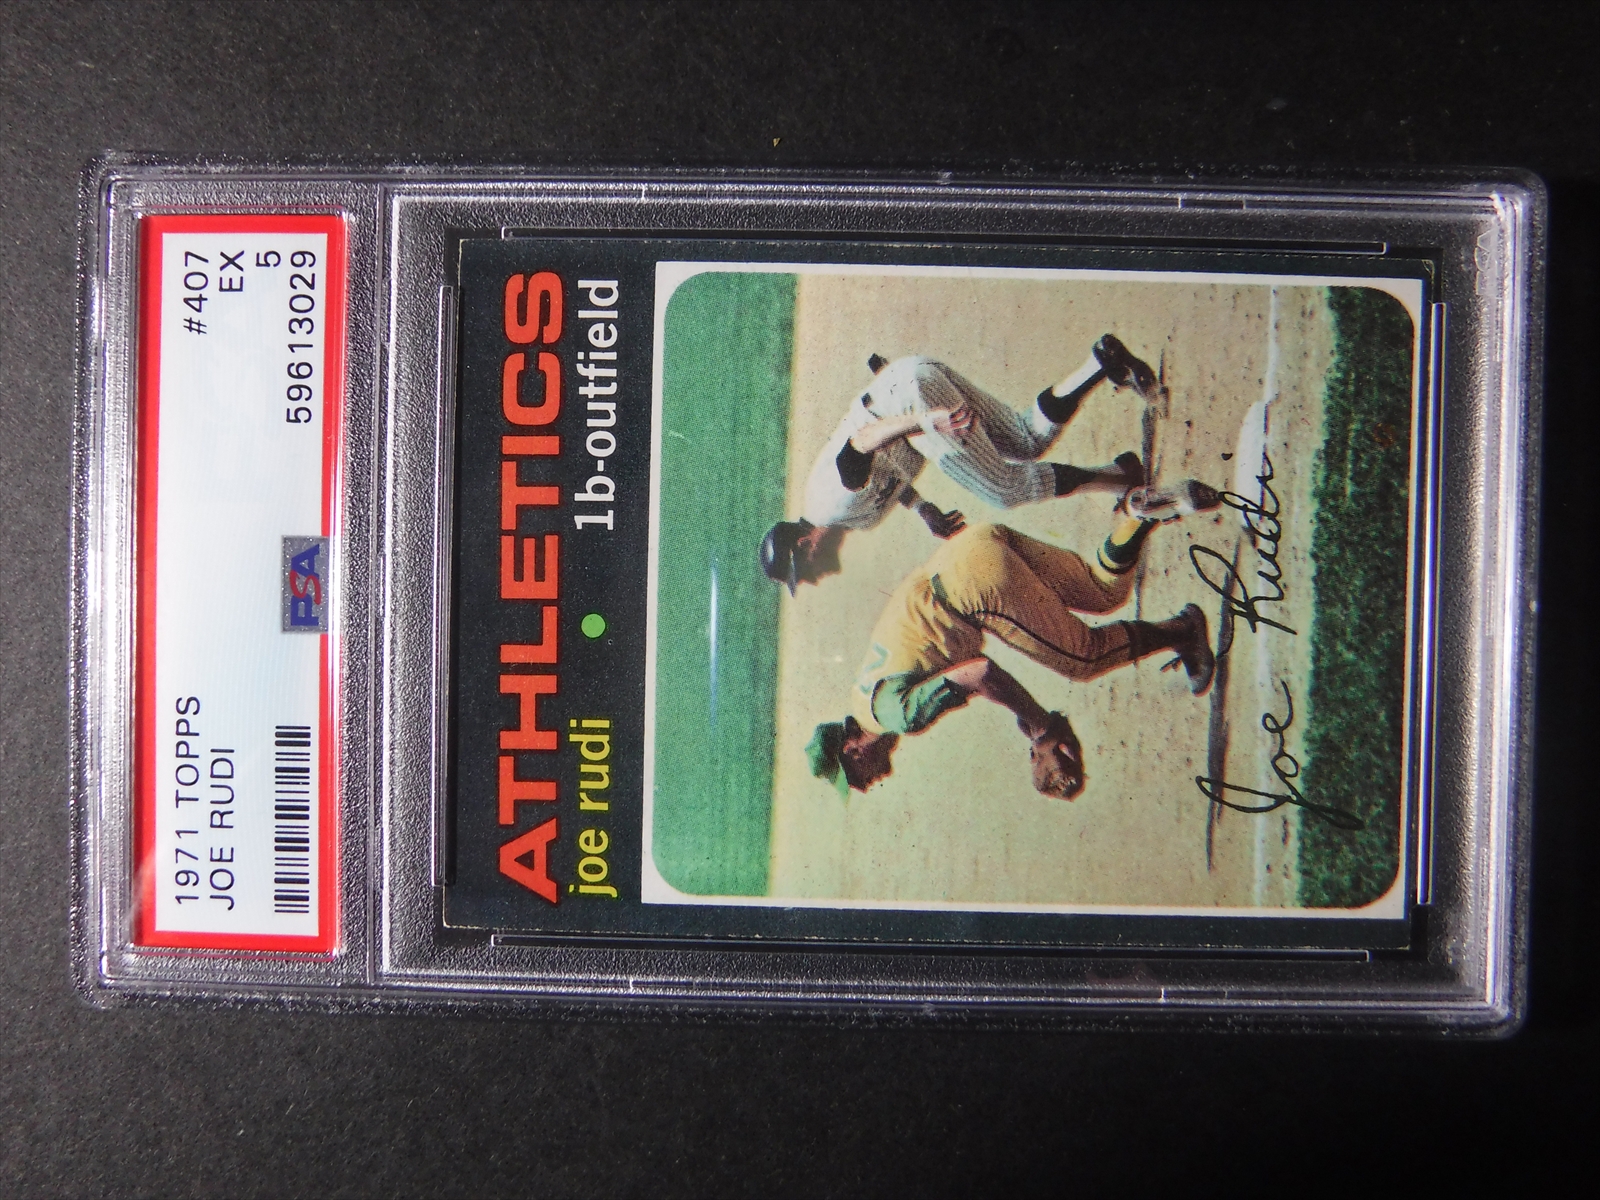 1971 TOPPS #407
JOE RUDI EX
5
59613029
PSA
ATHLETICS
joe rudi • 1b-outfield
Joe Rudi